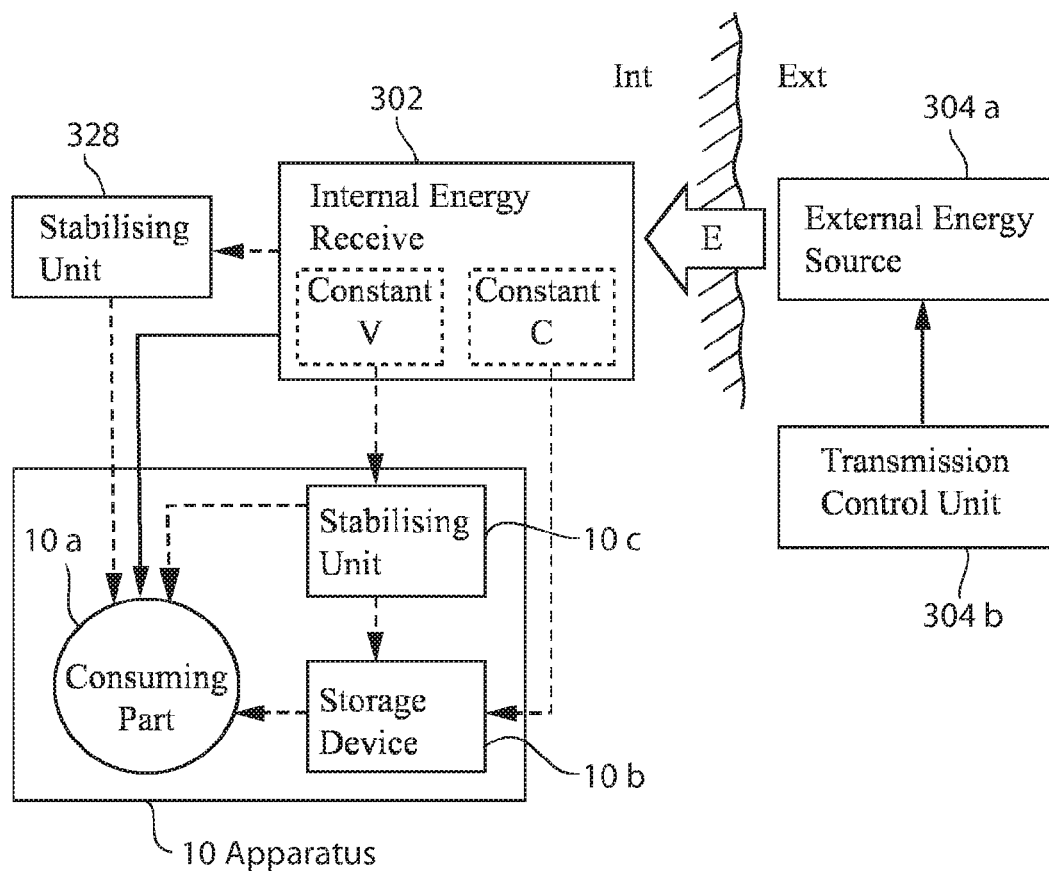 Int
Ext
302
304 a
328
Internal Energy
Receive
Stabilising
Unit
External Energy
Source
E
Constant
V
Constant
C
Transmission
Control Unit
Stabilising
Unit
10 a
10 c
304 b
Consuming
Part
Storage
Device
10 b
10 Apparatus